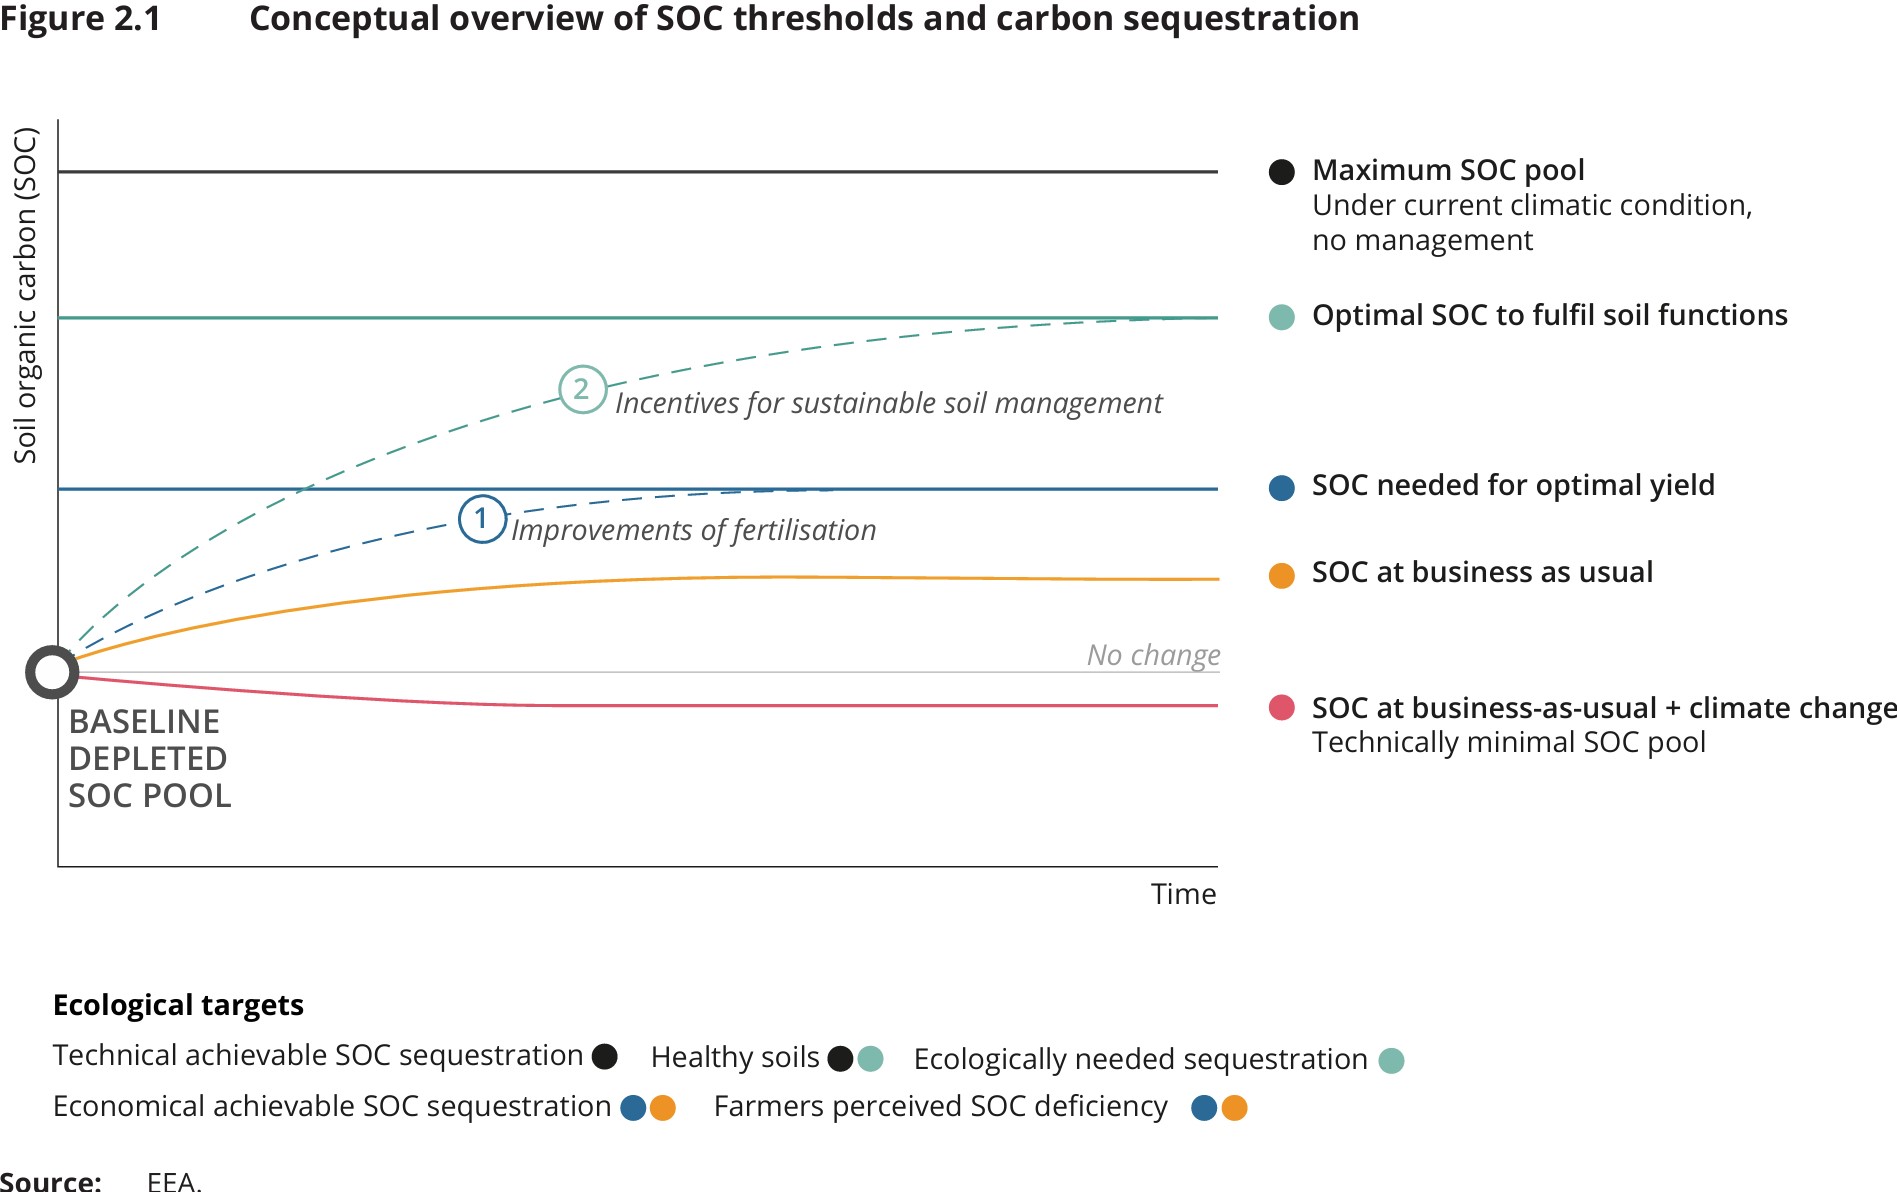 Figure 2.1 Conceptual overview of SOC thresholds and carbon sequestration
Soil organic carbon (SOC)
Maximum SOC pool
Under current climatic condition,
no management
Optimal SOC to fulfil soil functions
2
Incentives for sustainable soil management
SOC needed for optimal yield
1
Improvements of fertilisation
SOC at business as usual
No change
SOC at business-as-usual + climate change
Technically minimal SOC pool
BASELINE
DEPLETED
SOC POOL
Time
Ecological targets
Technical achievable SOC sequestration Healthy soils Ecologically needed sequestration
Economical achievable SOC sequestration Farmers perceived SOC deficiency
Source: EEA.